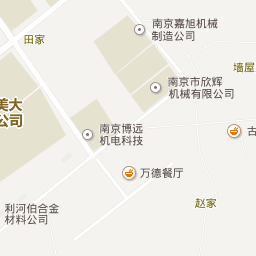 南京嘉旭机械
制造公司
田家
墙屋
南京市欣辉
机械有限公司
美大
公司
南京博远
机电科技
古
万德餐厅
赵家
利河伯合金
材料公司